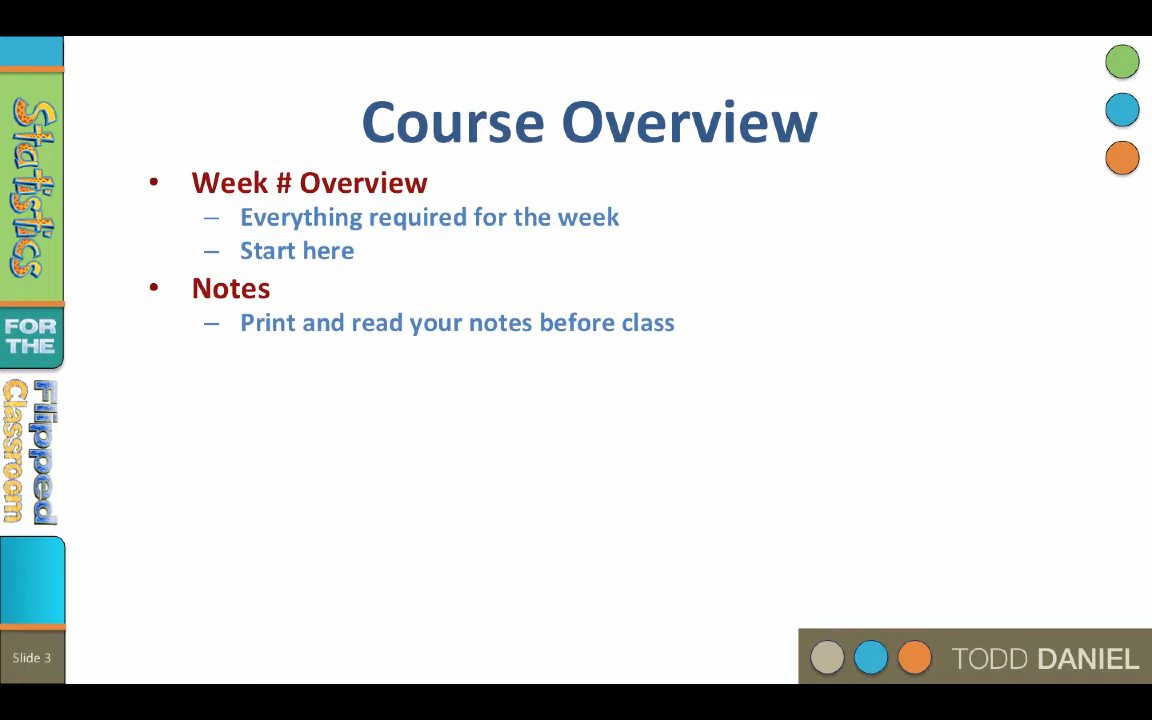 Course Overview
• Week # Overview
– Everything required for the week
– Start here
• Notes
– Print and read your notes before class
Statistics
FOR THE
Flipped
Classroom
Slide 3
TODD DANIEL